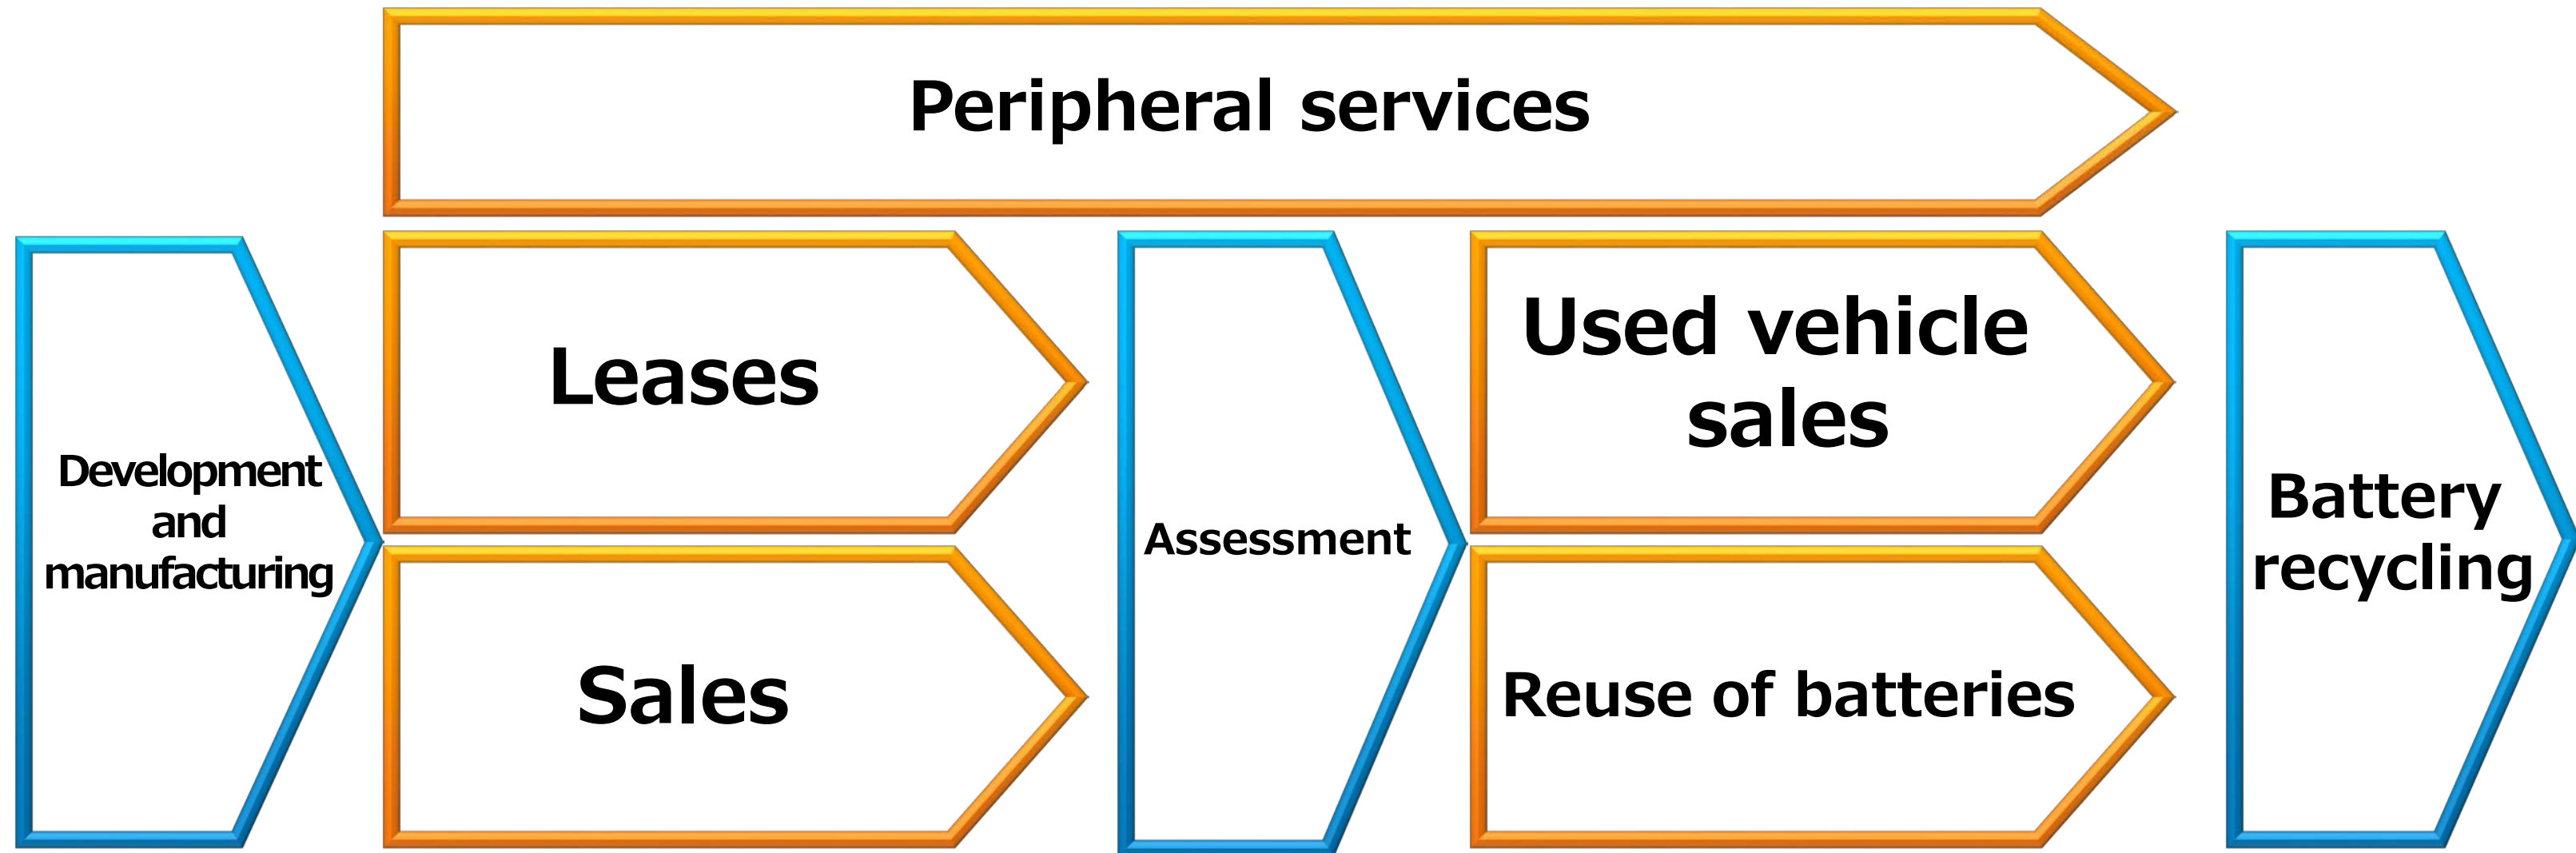 Peripheral services
Development
and
manufacturing
Leases
Sales
Assessment
Used vehicle
sales
Reuse of batteries
Battery
recycling